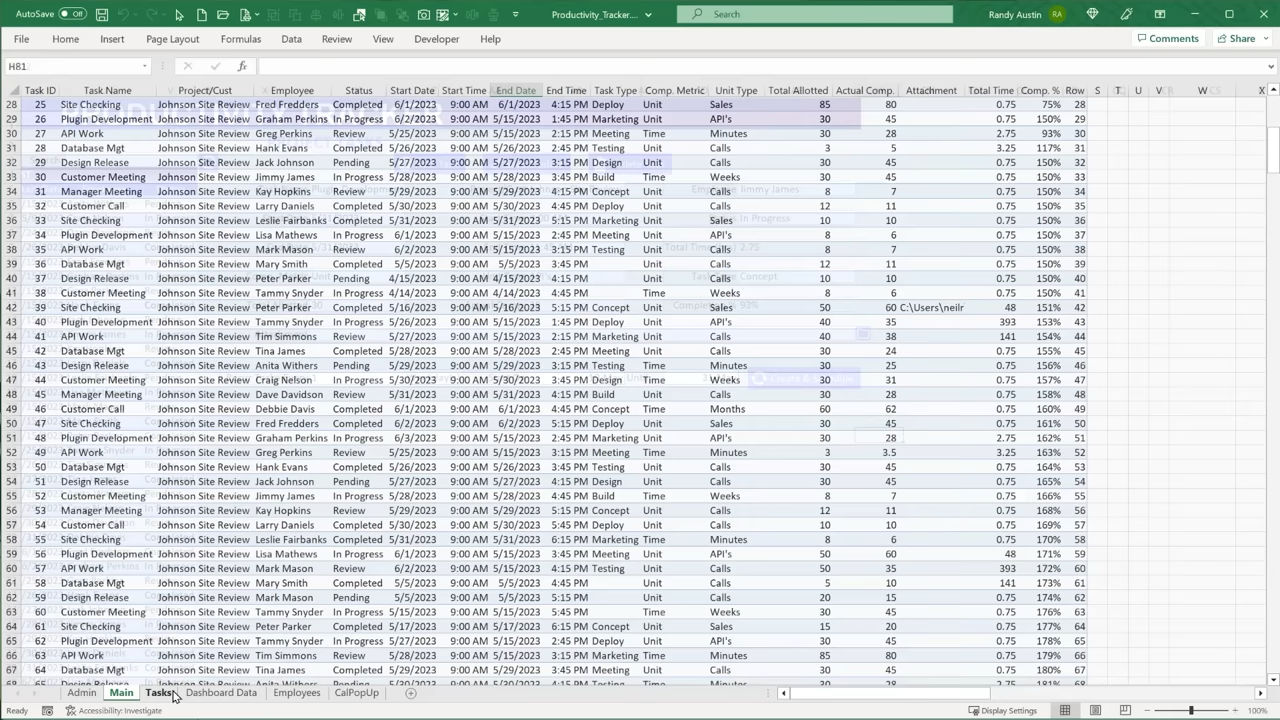 AutoSave Off Productivity_Tracker.... Search Randy Austin RA
File Home Insert Page Layout Formulas Data Review View Developer Help Comments Share
H81 fx
Task ID Task Name Project/Cust Employee Status Start Date Start Time End Date End Time Task Type Comp. Metric Unit Type Total Allotted Actual Comp. Attachment Total Time Comp. % Row S T U V W X
28 25 Site Checking Johnson Site Review Fred Fredders Completed 6/1/2023 9:00 AM 6/1/2023 4:15 PM Deploy Unit Sales 85 80 0.75 75% 28
29 26 Plugin Development Johnson Site Review Graham Perkins In Progress 6/2/2023 9:00 AM 5/15/2023 1:45 PM Marketing Unit API's 30 45 0.75 150% 29
30 27 API Work Johnson Site Review Greg Perkins Review 5/25/2023 9:00 AM 5/15/2023 2:15 PM Meeting Time Minutes 30 28 2.75 93% 30
31 28 Database Mgt Johnson Site Review Hank Evans Completed 5/26/2023 9:00 AM 5/26/2023 2:45 PM Testing Unit Calls 3 5 3.25 117% 31
32 29 Design Release Johnson Site Review Jack Johnson Pending 5/27/2023 9:00 AM 5/27/2023 3:15 PM Design Unit Calls 30 45 0.75 150% 32
33 30 Customer Meeting Johnson Site Review Jimmy James In Progress 5/28/2023 9:00 AM 5/28/2023 3:45 PM Build Time Weeks 30 45 0.75 150% 33
34 31 Manager Meeting Johnson Site Review Kay Hopkins Review 5/29/2023 9:00 AM 5/29/2023 4:15 PM Concept Unit Calls 8 7 0.75 150% 34
35 32 Customer Call Johnson Site Review Larry Daniels Completed 5/30/2023 9:00 AM 5/30/2023 4:45 PM Deploy Unit Calls 12 11 0.75 150% 35
36 33 Site Checking Johnson Site Review Leslie Fairbanks Completed 5/31/2023 9:00 AM 5/31/2023 5:15 PM Marketing Unit Sales 10 10 0.75 150% 36
37 34 Plugin Development Johnson Site Review Lisa Mathews In Progress 6/1/2023 9:00 AM 5/15/2023 2:45 PM Meeting Unit API's 8 6 0.75 150% 37
38 35 API Work Johnson Site Review Mark Mason Review 6/2/2023 9:00 AM 5/15/2023 3:15 PM Testing Unit Calls 30 45 0.75 150% 38
39 36 Database Mgt Johnson Site Review Mary Smith Completed 5/5/2023 9:00 AM 5/5/2023 3:45 PM Unit Calls 12 11 0.75 150% 39
40 37 Design Release Johnson Site Review Peter Parker In Progress 4/15/2023 9:00 AM 4/15/2023 4:15 PM Unit Calls 10 10 0.75 150% 40
41 38 Customer Meeting Johnson Site Review Tammy Snyder In Progress 4/14/2023 9:00 AM 4/14/2023 4:45 PM Time Weeks 8 6 0.75 150% 41
42 39 Site Checking Johnson Site Review Peter Parker Completed 5/16/2023 9:00 AM 5/16/2023 5:15 PM Concept Unit Sales 50 60 C:\Users\neilr 48 151% 42
43 40 Plugin Development Johnson Site Review Tammy Snyder In Progress 5/17/2023 9:00 AM 5/15/2023 1:45 PM Deploy Unit API's 40 35 393 153% 43
44 41 API Work Johnson Site Review Tim Simmons Review 5/27/2023 9:00 AM 5/15/2023 2:15 PM Marketing Unit Calls 40 38 141 154% 44
45 42 Database Mgt Johnson Site Review Tina James Completed 5/28/2023 9:00 AM 5/28/2023 2:45 PM Meeting Unit Calls 30 24 0.75 155% 45
46 43 Design Release Johnson Site Review Anita Withers Pending 5/29/2023 9:00 AM 5/29/2023 3:15 PM Testing Time Minutes 30 25 0.75 156% 46
47 44 Customer Meeting Johnson Site Review Craig Nelson In Progress 5/30/2023 9:00 AM 5/30/2023 3:45 PM Design Time Weeks 30 31 0.75 157% 47
48 45 Manager Meeting Johnson Site Review Dave Davidson Review 5/31/2023 9:00 AM 5/31/2023 4:15 PM Build Unit Calls 30 28 0.75 158% 48
49 46 Customer Call Johnson Site Review Debbie Davis Completed 6/1/2023 9:00 AM 6/1/2023 4:45 PM Concept Time Months 60 62 0.75 160% 49
50 47 Site Checking Johnson Site Review Fred Fredders Completed 6/2/2023 9:00 AM 6/2/2023 5:15 PM Deploy Unit Sales 30 45 0.75 161% 50
51 48 Plugin Development Johnson Site Review Graham Perkins In Progress 6/3/2023 9:00 AM 5/15/2023 2:45 PM Marketing Unit API's 30 28 2.75 162% 51
52 49 API Work Johnson Site Review Greg Perkins Review 5/25/2023 9:00 AM 5/15/2023 3:15 PM Meeting Time Minutes 3 3.5 3.25 163% 52
53 50 Database Mgt Johnson Site Review Hank Evans Completed 5/26/2023 9:00 AM 5/26/2023 3:45 PM Testing Unit Calls 30 45 0.75 164% 53
54 51 Design Release Johnson Site Review Jack Johnson Pending 5/27/2023 9:00 AM 5/27/2023 4:15 PM Design Unit Calls 30 45 0.75 165% 54
55 52 Customer Meeting Johnson Site Review Jimmy James In Progress 5/28/2023 9:00 AM 5/28/2023 4:45 PM Build Time Weeks 8 7 0.75 166% 55
56 53 Manager Meeting Johnson Site Review Kay Hopkins Review 5/29/2023 9:00 AM 5/29/2023 5:15 PM Concept Unit Calls 12 11 0.75 168% 56
57 54 Customer Call Johnson Site Review Larry Daniels Completed 5/30/2023 9:00 AM 5/30/2023 5:45 PM Deploy Unit Calls 10 10 0.75 169% 57
58 55 Site Checking Johnson Site Review Leslie Fairbanks Completed 5/31/2023 9:00 AM 5/31/2023 6:15 PM Marketing Time Minutes 8 6 0.75 170% 58
59 56 Plugin Development Johnson Site Review Lisa Mathews In Progress 6/1/2023 9:00 AM 5/15/2023 3:45 PM Meeting Unit API's 50 60 48 171% 59
60 57 API Work Johnson Site Review Mark Mason Review 6/2/2023 9:00 AM 5/15/2023 4:15 PM Testing Unit Calls 50 35 393 172% 60
61 58 Database Mgt Johnson Site Review Mary Smith Completed 5/5/2023 9:00 AM 5/5/2023 4:45 PM Unit Calls 5 10 141 173% 61
62 59 Design Release Johnson Site Review Mark Mason Pending 5/5/2023 9:00 AM 5/5/2023 5:15 PM Unit Calls 20 15 0.75 174% 62
63 60 Customer Meeting Johnson Site Review Tammy Snyder In Progress 5/15/2023 9:00 AM 5/15/2023 5:45 PM Time Weeks 30 45 0.75 176% 63
64 61 Site Checking Johnson Site Review Peter Parker Completed 5/17/2023 9:00 AM 5/17/2023 6:15 PM Concept Unit Sales 15 20 0.75 177% 64
65 62 Plugin Development Johnson Site Review Anita Withers In Progress 5/27/2023 9:00 AM 5/15/2023 2:45 PM Deploy Unit API's 30 45 0.75 178% 65
66 63 API Work Johnson Site Review Tim Simmons Review 5/28/2023 9:00 AM 5/15/2023 3:15 PM Marketing Time Minutes 30 80 0.75 179% 66
67 64 Database Mgt Johnson Site Review Tina James Completed 5/29/2023 9:00 AM 5/29/2023 3:45 PM Meeting Unit Calls 30 45 0.75 180% 67
Admin Main Tasks Dashboard Data Employees CalPopUp
Ready Accessibility: Investigate Display Settings 100%